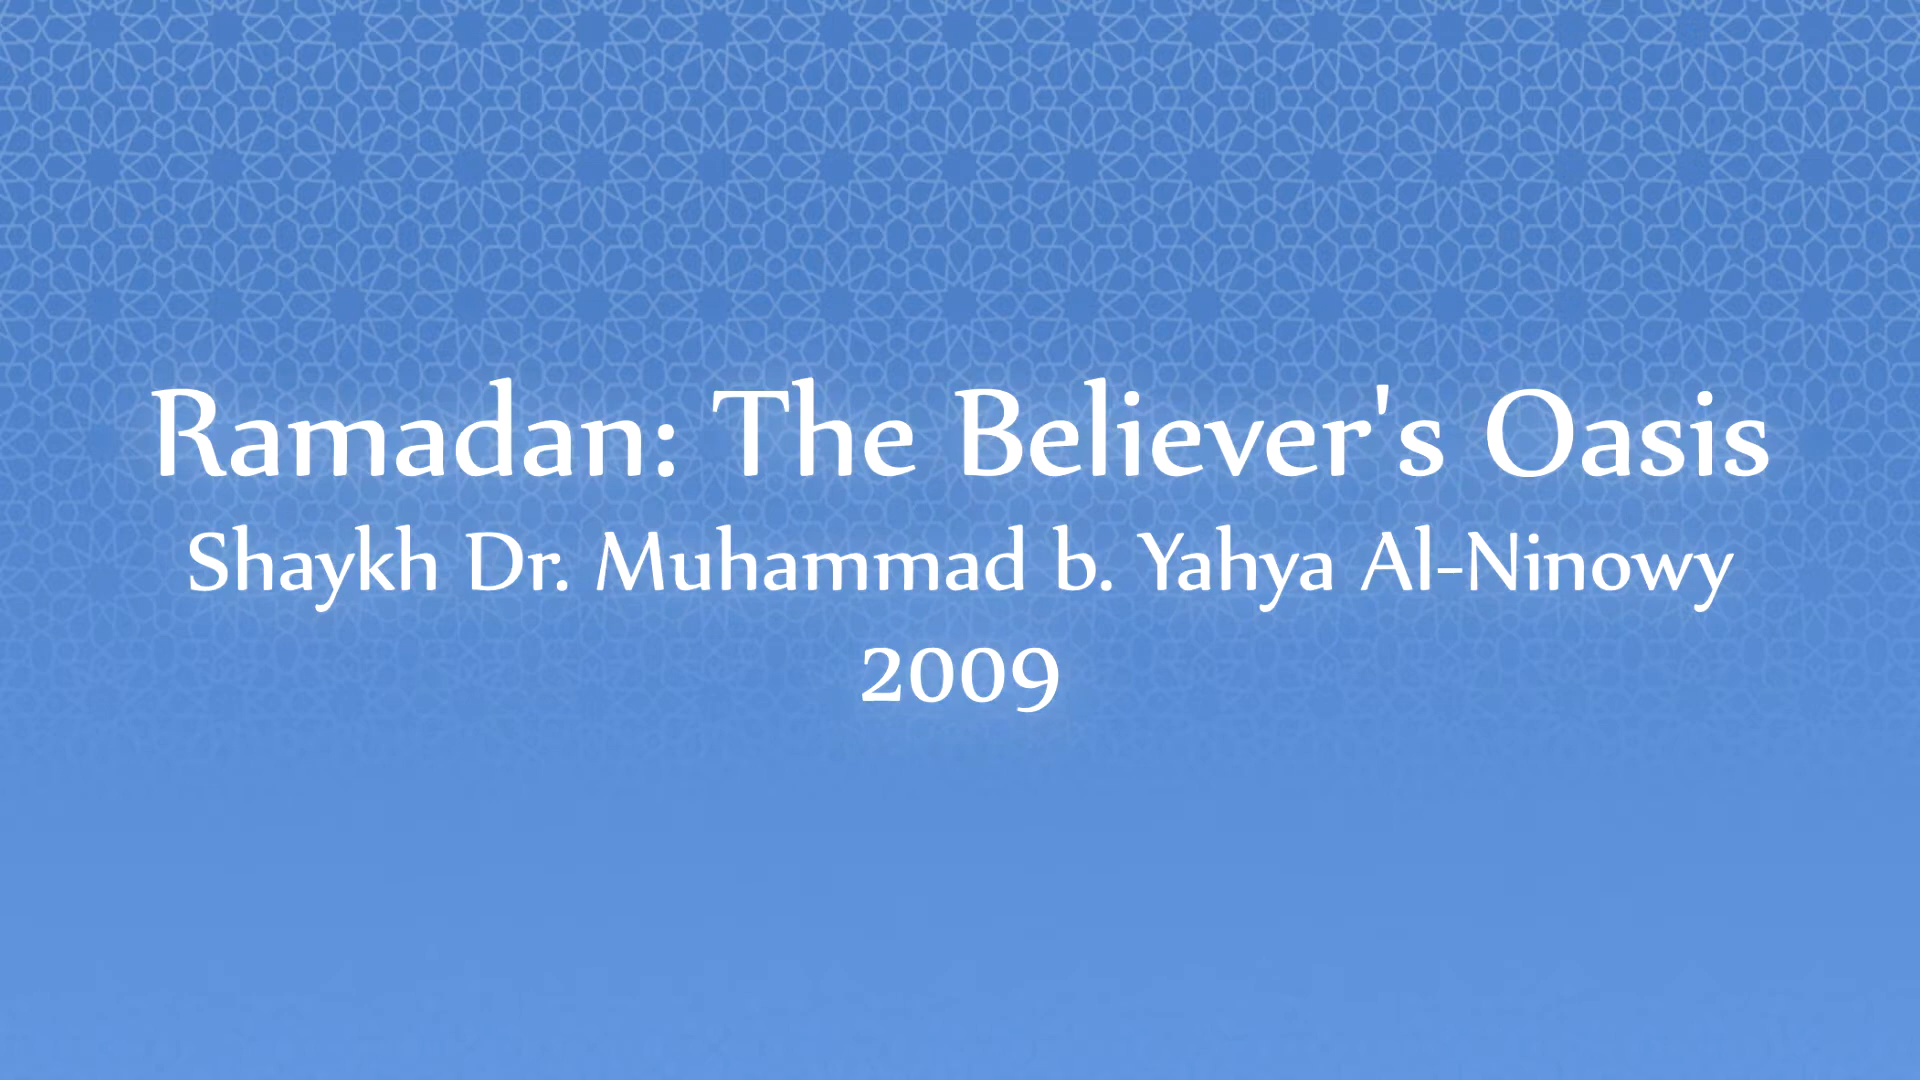 Ramadan: The Believer's Oasis
Shaykh Dr. Muhammad b. Yahya Al-Ninowy
2009